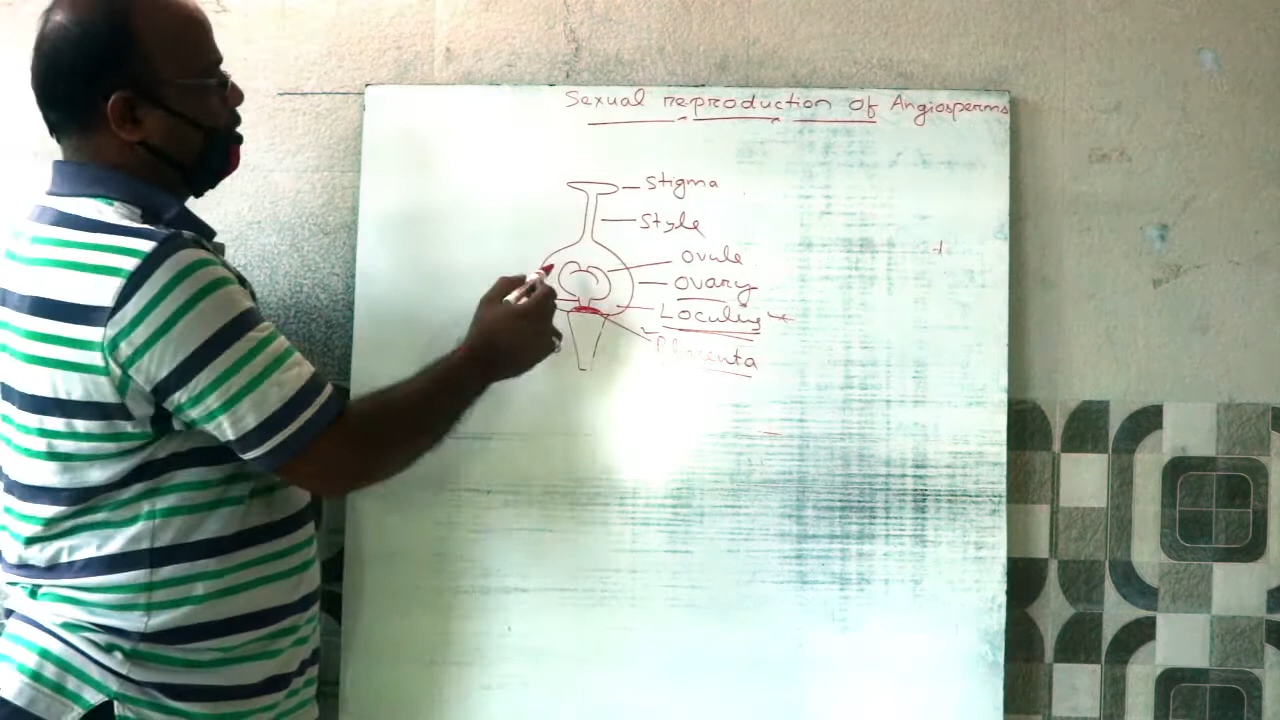 Sexual reproduction of Angiosperms
Stigma
Style
Ovule
Ovary
Loculus
Placenta